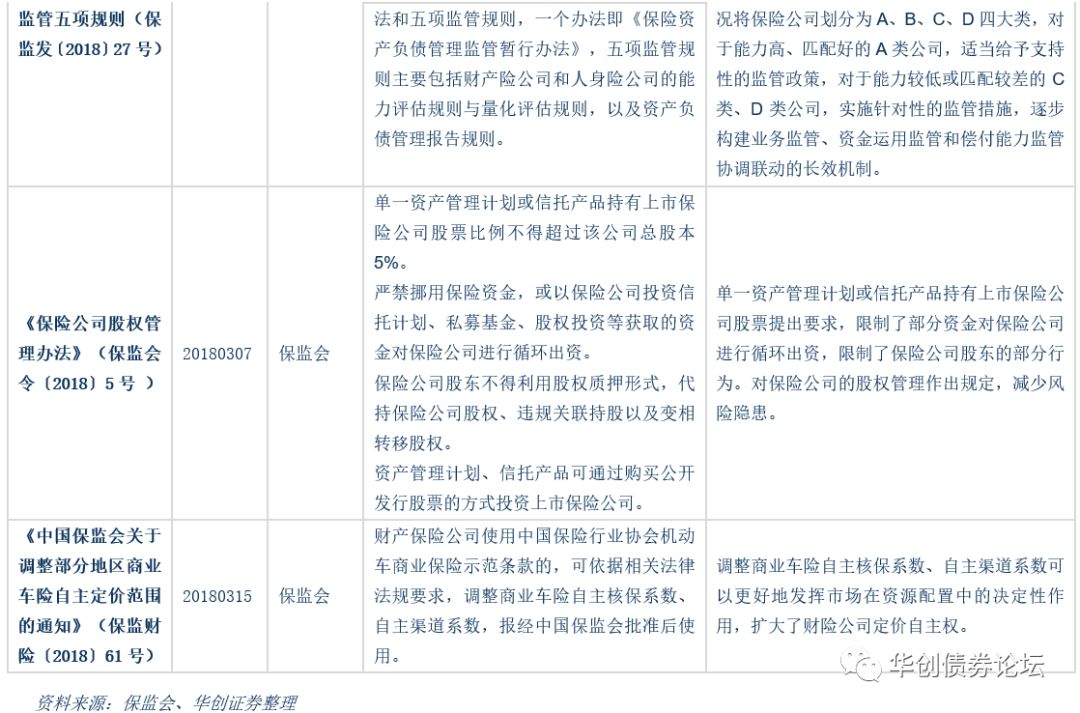 监管五项规则（保
监发〔2018〕27 号）
法和五项监管规则，一个办法即《保险资
产负债管理监管暂行办法》，五项监管规
则主要包括财产险公司和人身险公司的能
力评估规则与量化评估规则，以及资产负
债管理报告规则。
况将保险公司划分为 A、B、C、D 四大类，对
于能力高、匹配好的 A 类公司，适当给予支持
性的监管政策，对于能力较低或匹配较差的 C
类、D 类公司，实施针对性的监管措施，逐步
构建业务监管、资金运用监管和偿付能力监管
协调联动的长效机制。
《保险公司股权管
理办法》（保监会
令〔2018〕5 号 ）
20180307
保监会
单一资产管理计划或信托产品持有上市保
险公司股票比例不得超过该公司总股本
5%。
严禁挪用保险资金，或以保险公司投资信
托计划、私募基金、股权投资等获取的资
金对保险公司进行循环出资。
保险公司股东不得利用股权质押形式，代
持保险公司股权、违规关联持股以及变相
转移股权。
资产管理计划、信托产品可通过购买公开
发行股票的方式投资上市保险公司。
单一资产管理计划或信托产品持有上市保险公
司股票提出要求，限制了部分资金对保险公司
进行循环出资，限制了保险公司股东的部分行
为。对保险公司的股权管理作出规定，减少风
险隐患。
《中国保监会关于
调整部分地区商业
车险自主定价范围
的通知》（保监财
险〔2018〕61 号）
20180315
保监会
财产保险公司使用中国保险行业协会机动
车商业保险示范条款的，可依据相关法律
法规要求，调整商业车险自主核保系数、
自主渠道系数，报经中国保监会批准后使
用。
调整商业车险自主核保系数、自主渠道系数可
以更好地发挥市场在资源配置中的决定性作
用，扩大了财险公司定价自主权。
华创债券论坛
资料来源：保监会、华创证券整理